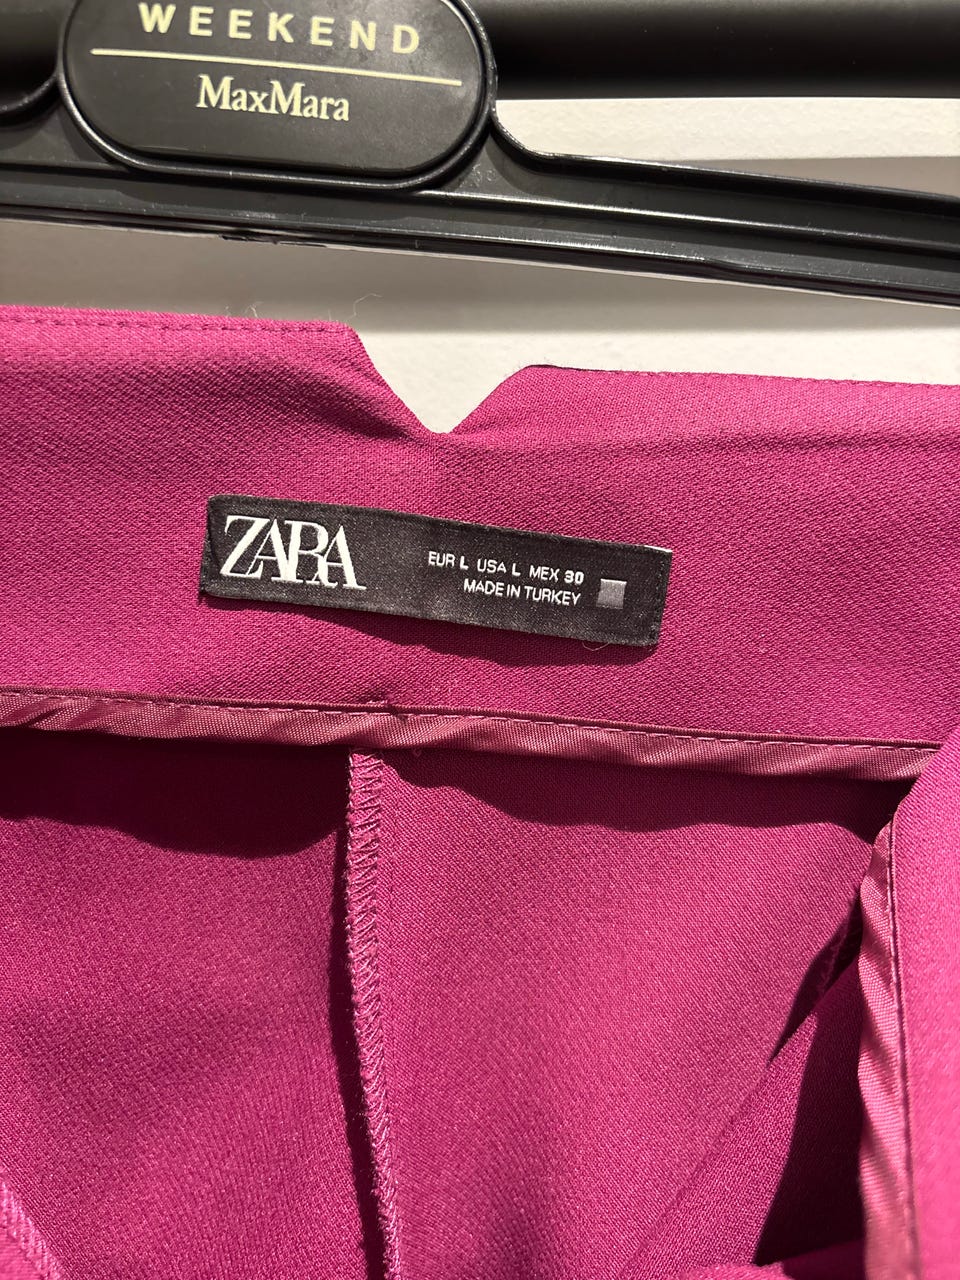 WEEKEND
MaxMara
ZARA
EUR L USA L MEX 30
MADE IN TURKEY